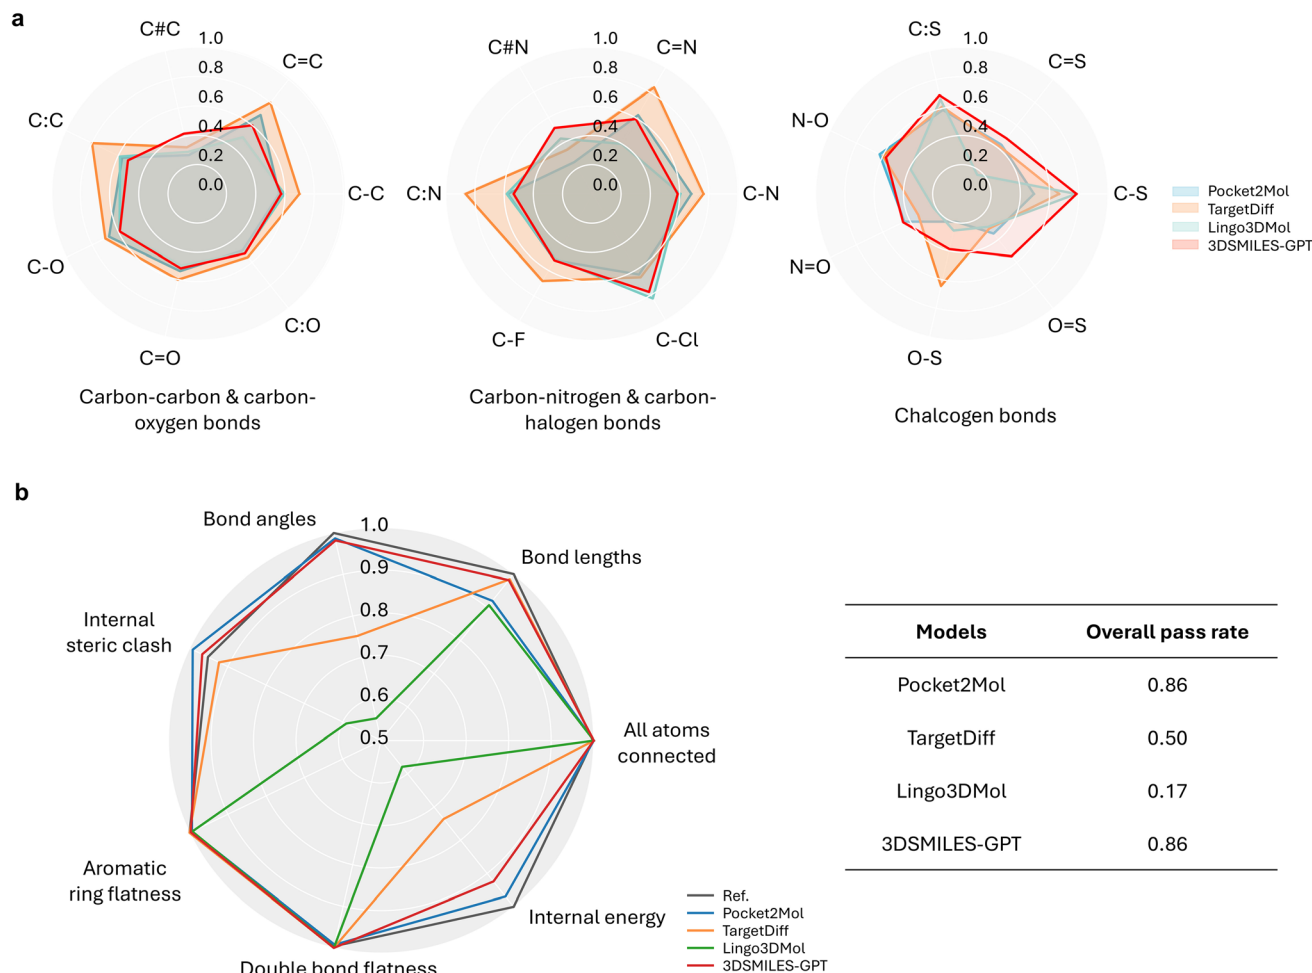 a
C#C
C=C
C:C
C-C
C-O
C:O
C=O
1.0
0.8
0.6
0.4
0.2
0.0
Carbon-carbon & carbon-
oxygen bonds
C#N
C=N
C:N
C-N
C-F
C-Cl
1.0
0.8
0.6
0.4
0.2
0.0
Carbon-nitrogen & carbon-
halogen bonds
C:S
C=S
N-O
C-S
N=O
O=S
O-S
1.0
0.8
0.6
0.4
0.2
0.0
Chalcogen bonds
Pocket2Mol
TargetDiff
Lingo3DMol
3DSMILES-GPT
b
Bond angles
Bond lengths
Internal
steric clash
All atoms
connected
Aromatic
ring flatness
Internal energy
Double bond flatness
1.0
0.9
0.8
0.7
0.6
0.5
Ref.
Pocket2Mol
TargetDiff
Lingo3DMol
3DSMILES-GPT
Models Overall pass rate
Pocket2Mol 0.86
TargetDiff 0.50
Lingo3DMol 0.17
3DSMILES-GPT 0.86